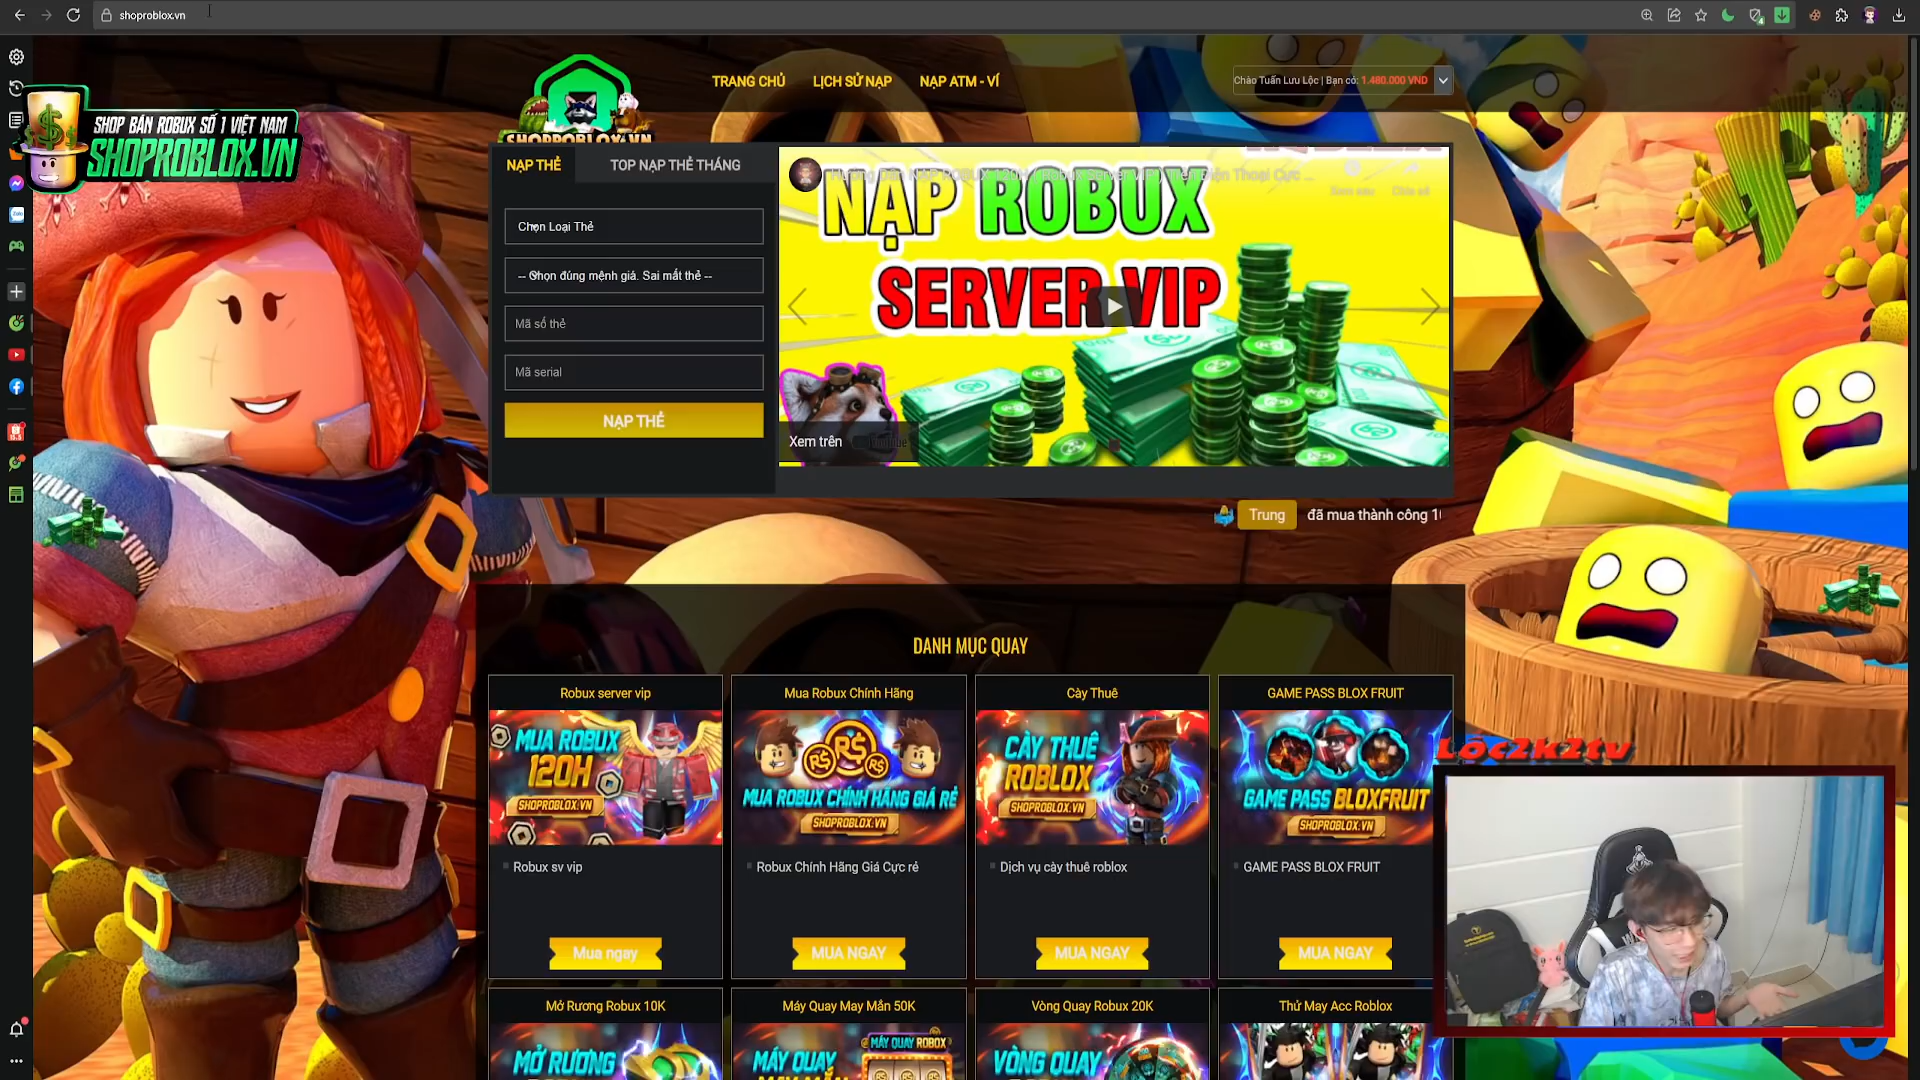 shoproblox.vn
TRANG CHỦ
LỊCH SỬ NẠP
NẠP ATM - VÍ
Chào Tuấn Lưu Lộc | Bạn có: 1.480.000 VND
SHOP BÁN ROBUX SỐ 1 VIỆT NAM
SHOPROBLOX.VN
SHOPROBLOX.VN
NẠP THẺ
TOP NẠP THẺ THÁNG
Chọn Loại Thẻ
-- Chọn đúng mệnh giá. Sai mất thẻ --
Mã số thẻ
Mã serial
NẠP THẺ
NẠP ROBUX
SERVER VIP
Xem trên
Trung
đã mua thành công
DANH MỤC QUAY
Robux server vip
Mua Robux Chính Hãng
Cày Thuê
GAME PASS BLOX FRUIT
MUA ROBUX
120H
SHOPROBLOX.VN
MUA ROBUX CHÍNH HÃNG GIÁ RẺ
SHOPROBLOX.VN
CÀY THUÊ
ROBLOX
SHOPROBLOX.VN
GAME PASS BLOXFRUIT
SHOPROBLOX.VN
Robux sv vip
Robux Chính Hãng Giá Cực rẻ
Dịch vụ cày thuê roblox
GAME PASS BLOX FRUIT
Mua ngay
MUA NGAY
MUA NGAY
MUA NGAY
Lộc2k2tv
Mở Rương Robux 10K
Máy Quay May Mắn 50K
Vòng Quay Robux 20K
Thử May Acc Roblox
MỞ RƯƠNG
MÁY QUAY
MÁY QUAY ROBOX
VÒNG QUAY